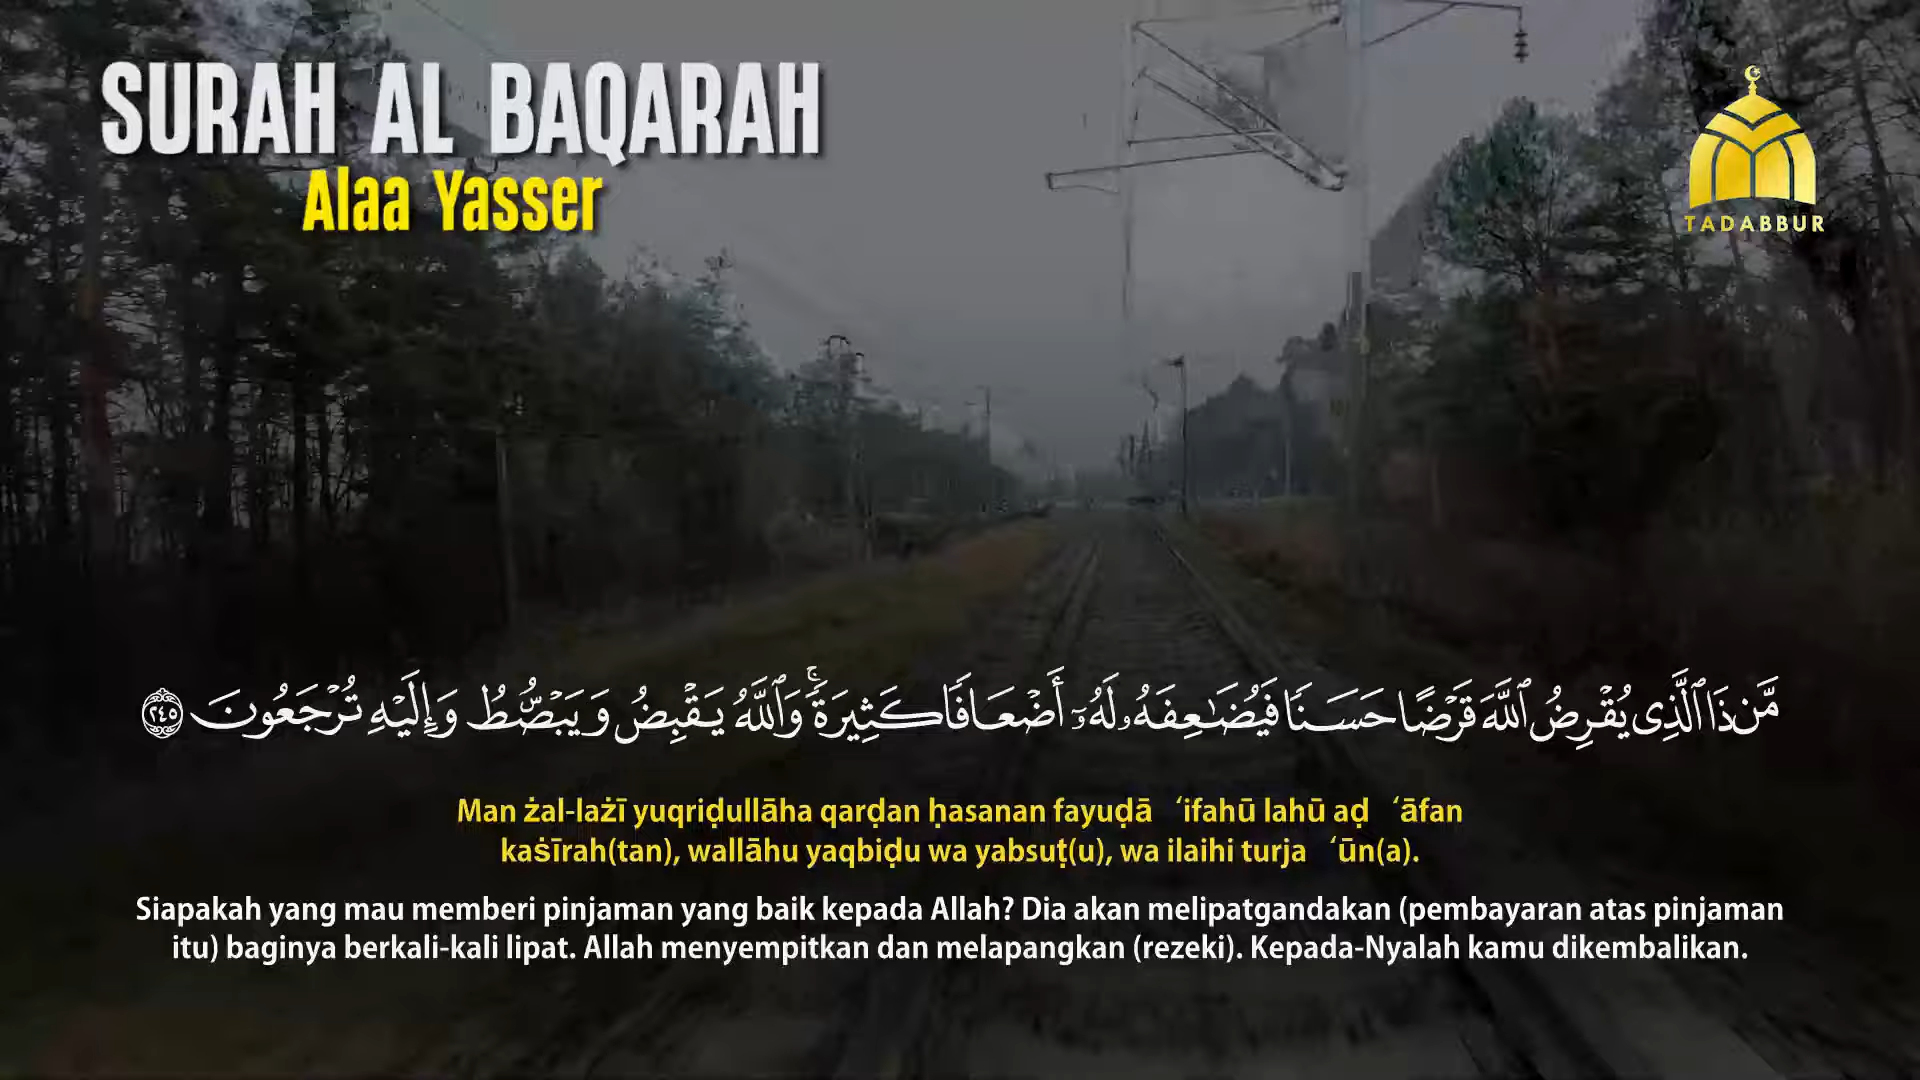 SURAH AL BAQARAH
Alaa Yasser
TADABBUR
مَّن ذَا ٱلَّذِى يُقْرِضُ ٱللَّهَ قَرْضًا حَسَنًا فَيُضَـٰعِفَهُۥ لَهُۥٓ أَضْعَافًا كَثِيرَةً ۚ وَٱللَّهُ يَقْبِضُ وَيَبْصُۜطُ وَإِلَيْهِ تُرْجَعُونَ ٢٤٥
Man żal-lażī yuqriḍullāha qarḍan ḥasanan fayuḍā ‘ifahū lahū aḍ ‘āfan
kaṡīrah(tan), wallāhu yaqbiḍu wa yabsuṭ(u), wa ilaihi turja ‘ūn(a).
Siapakah yang mau memberi pinjaman yang baik kepada Allah? Dia akan melipatgandakan (pembayaran atas pinjaman
itu) baginya berkali-kali lipat. Allah menyempitkan dan melapangkan (rezeki). Kepada-Nyalah kamu dikembalikan.